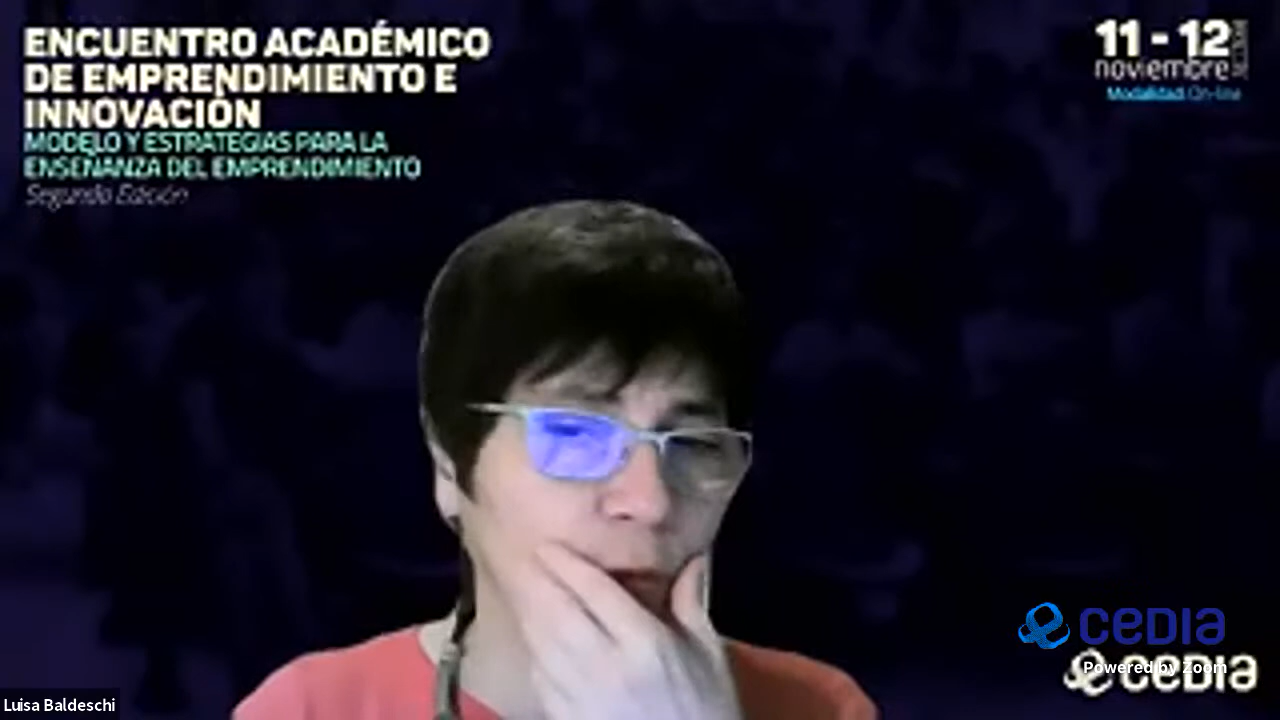 ENCUENTRO ACADÉMICO
DE EMPRENDIMIENTO E
INNOVACIÓN
MODELO Y ESTRATEGIAS PARA LA
ENSEÑANZA DEL EMPRENDIMIENTO
Segunda Edición
11 - 12
noviembre
Modalidad On-line
cedia
Powered by Zoom
cedia
Luisa Baldeschi